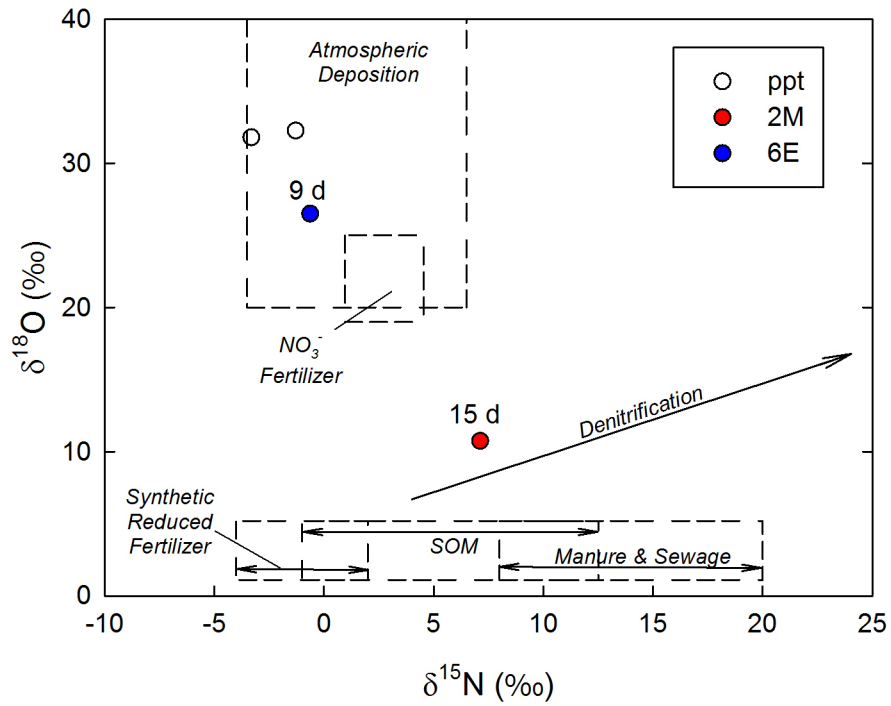 40
30
20
10
0
-10
-5
0
5
10
15
20
25
δ18O (‰)
δ15N (‰)
Atmospheric
Deposition
ppt
2M
6E
9 d
NO3-
Fertilizer
15 d
Denitrification
Synthetic
Reduced
Fertilizer
SOM
Manure & Sewage